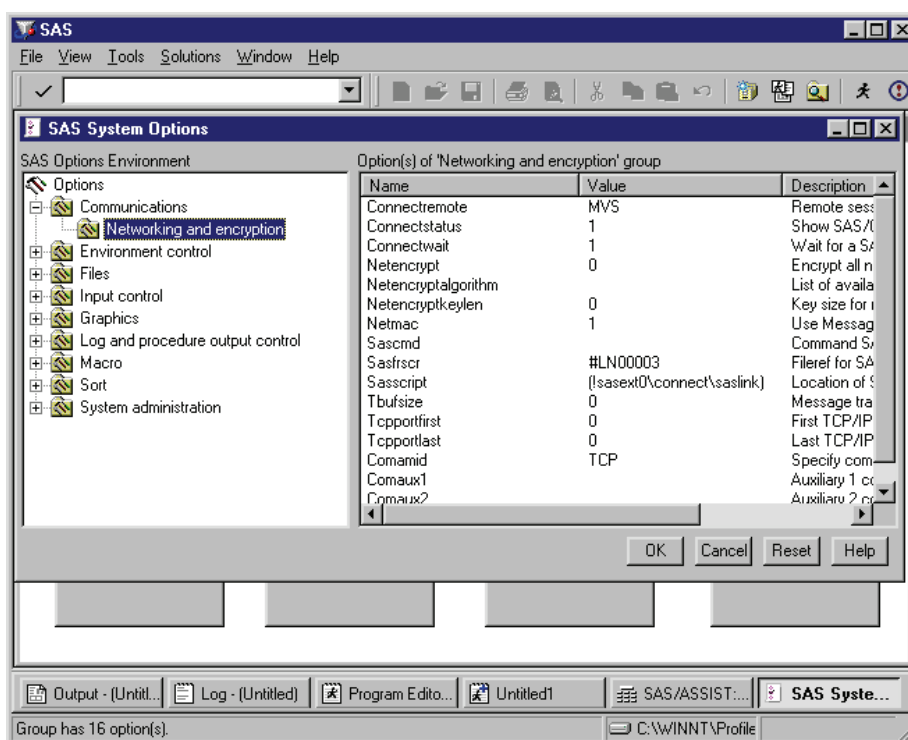 SAS
File View Tools Solutions Window Help
SAS System Options
SAS Options Environment
Option(s) of 'Networking and encryption' group
Options
Communications
Networking and encryption
Environment control
Files
Input control
Graphics
Log and procedure output control
Macro
Sort
System administration
Name Value Description
Connectremote MVS Remote sess
Connectstatus 1 Show SAS/
Connectwait 1 Wait for a SA
Netencrypt 0 Encrypt all n
Netencryptalgorithm List of availa
Netencryptkeylen 0 Key size for
Netmac 1 Use Messag
Sascmd Command SA
Sasfrscr #LN00003 Fileref for SA
Sasscript (!sasext0\connect\saslink) Location of S
Tbufsize 0 Message tra
Tcpportfirst 0 First TCP/IP
Tcpportlast 0 Last TCP/IP
Comamid TCP Specify com
Comaux1 Auxiliary 1 co
Comaux2 Auxiliary 2 co
OK Cancel Reset Help
Output - (Untitl... Log - (Untitled) Program Edito... Untitled1 SAS/ASSIST:... SAS Syste...
Group has 16 option(s). C:\WINNT\Profile